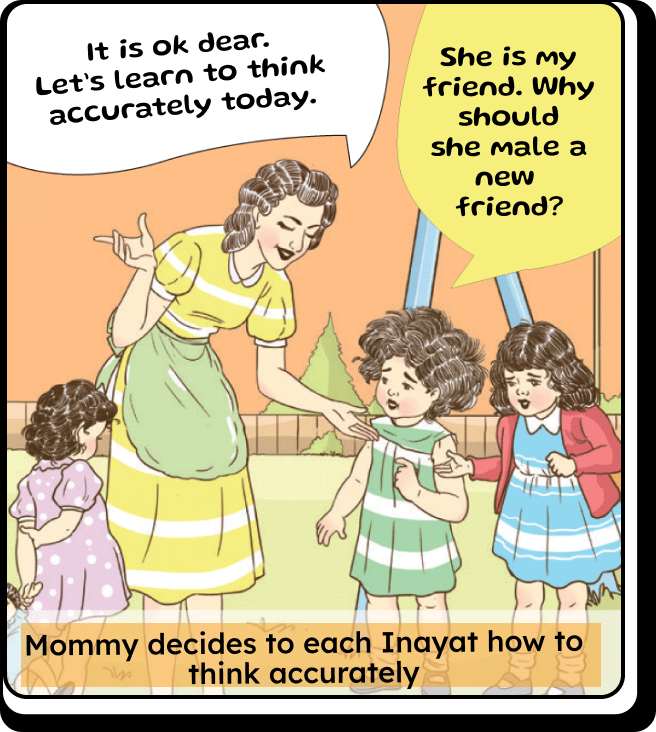 It is ok dear.
Let's learn to think
accurately today.
She is my
friend. Why
should
she male a
new
friend?
Mommy decides to each Inayat how to
think accurately